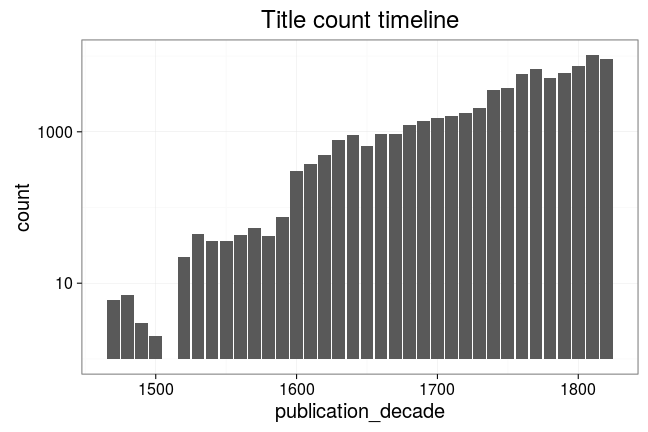 Title count timeline
count
1000
10
1500 1600 1700 1800
publication_decade